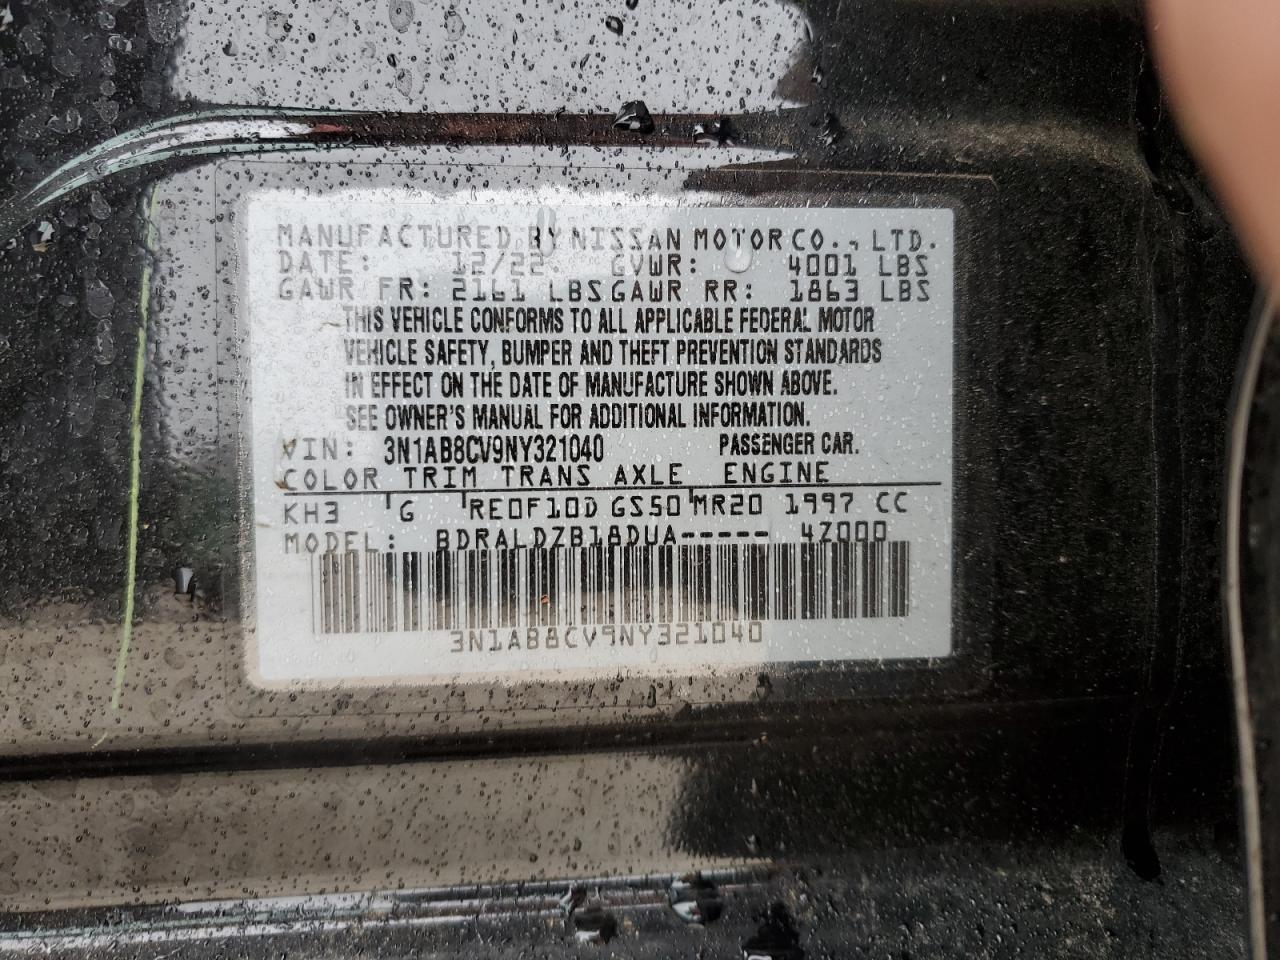 MANUFACTURED BY NISSAN MOTOR CO., LTD.
DATE: 12/22 GVWR: 4001 LBS
GAWR FR: 2161 LBS GAWR RR: 1863 LBS
THIS VEHICLE CONFORMS TO ALL APPLICABLE FEDERAL MOTOR
VEHICLE SAFETY, BUMPER AND THEFT PREVENTION STANDARDS
IN EFFECT ON THE DATE OF MANUFACTURE SHOWN ABOVE.
SEE OWNER'S MANUAL FOR ADDITIONAL INFORMATION.
VIN: 3N1AB8CV9NY321040 PASSENGER CAR.
COLOR TRIM TRANS AXLE ENGINE
KH3 G RE0F10D GS50 MR20 1997 CC
MODEL: BDRALDZB18DUA----- 4Z000
3N1AB8CV9NY321040